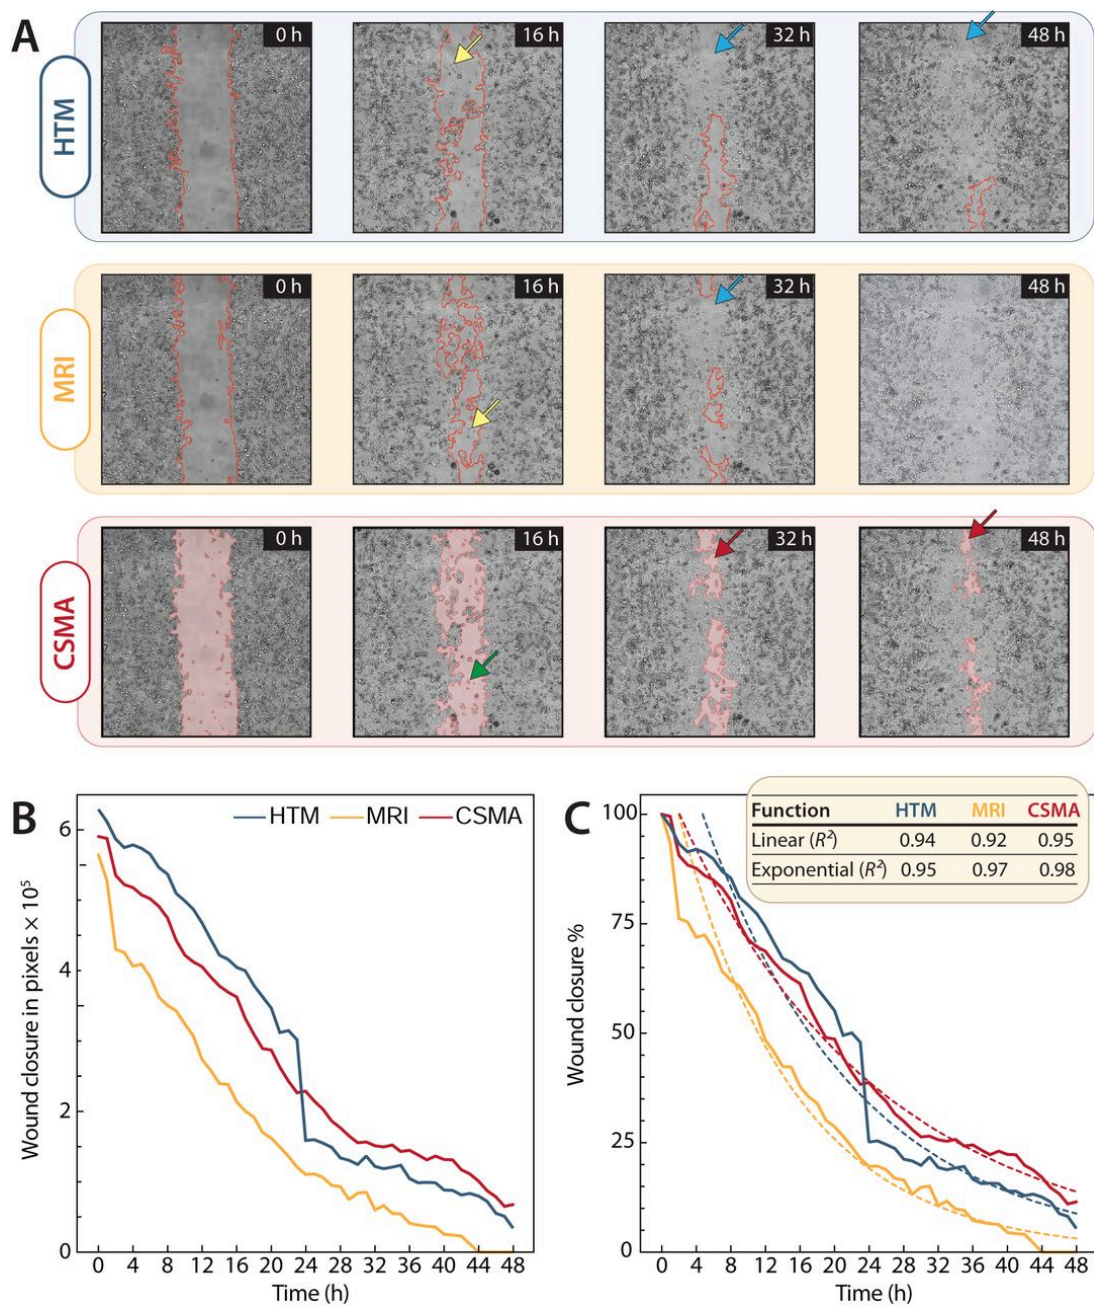 A
HTM
0 h
16 h
32 h
48 h
MRI
0 h
16 h
32 h
48 h
CSMA
0 h
16 h
32 h
48 h
B
HTM MRI CSMA
Wound closure in pixels × 10⁵
6
4
2
0
0 4 8 12 16 20 24 28 32 36 40 44 48
Time (h)
C
Function HTM MRI CSMA
Linear (R²) 0.94 0.92 0.95
Exponential (R²) 0.95 0.97 0.98
Wound closure %
100
75
50
25
0
0 4 8 12 16 20 24 28 32 36 40 44 48
Time (h)